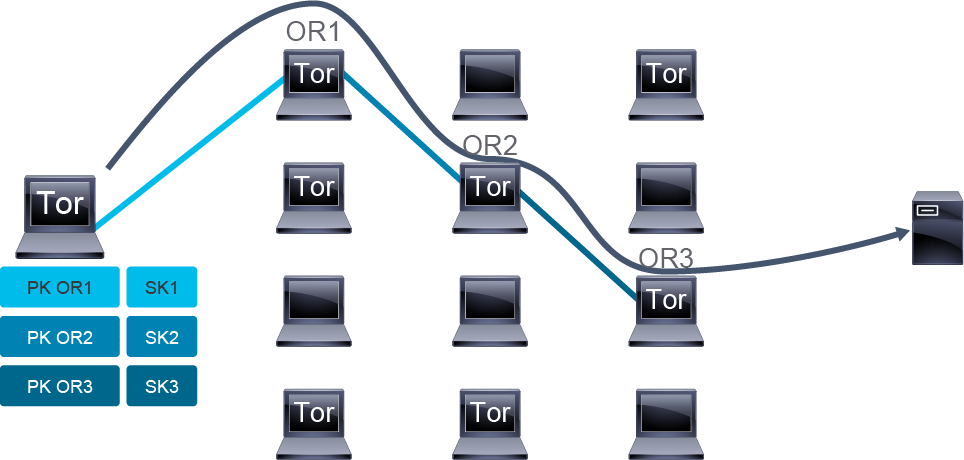 OR1
Tor
Tor
OR2
Tor
Tor
Tor
OR3
Tor
PK OR1 SK1
PK OR2 SK2
PK OR3 SK3
Tor
Tor